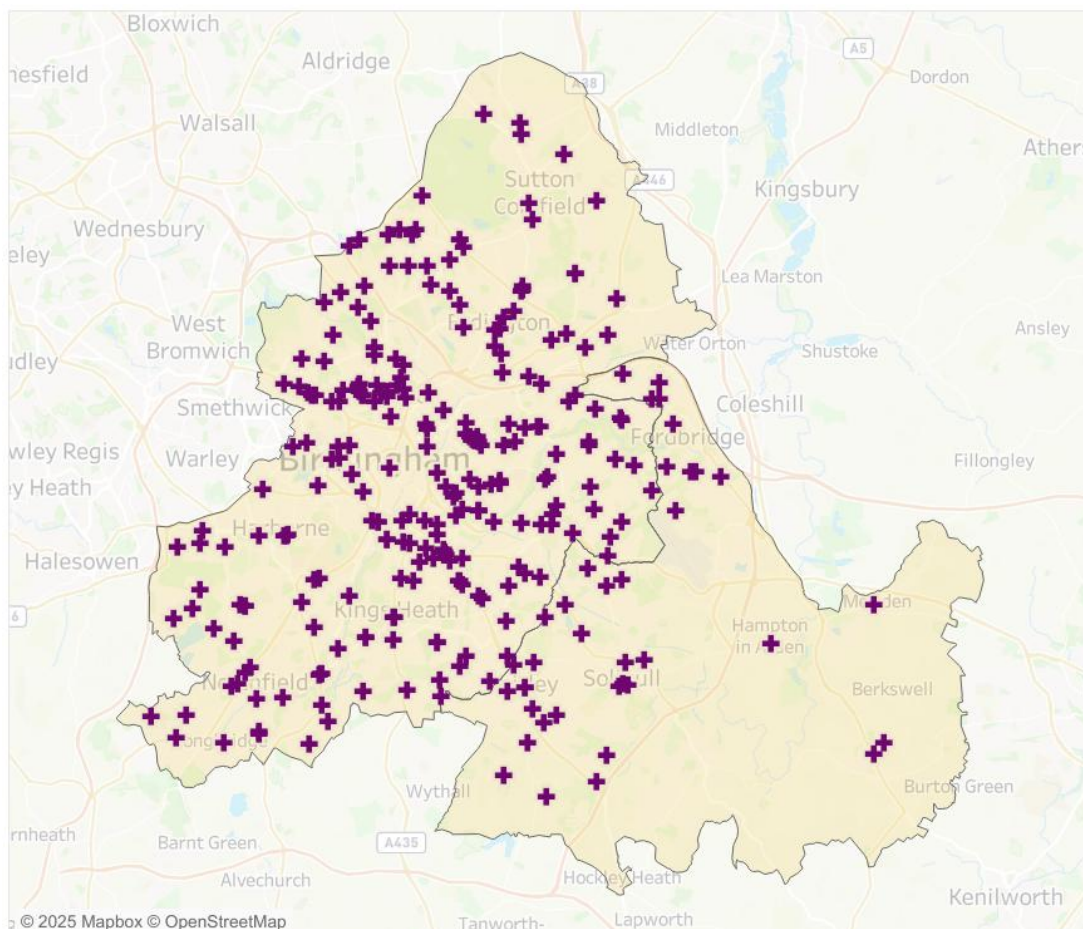 Bloxwich
Aldridge
A5
nesfield
Dordon
A38
Walsall
Middleton
Athers
Sutton
Coldfield
A446
Kingsbury
Wednesbury
eley
Lea Marston
West
Bromwich
Erdington
Ansley
udley
Water Orton
Shustoke
Smethwick
Coleshill
wley Regis
Warley
Birmingham
Fordbridge
Fillongley
ey Heath
Harborne
Halesowen
Kings Heath
Meriden
6
Hampton
in Arden
Northfield
Shirley
Solihull
Berkswell
Longbridge
Wythall
Burton Green
rnheath
Barnt Green
A435
Alvechurch
Hockley Heath
Kenilworth
© 2025 Mapbox © OpenStreetMap
Tanworth-
Lapworth